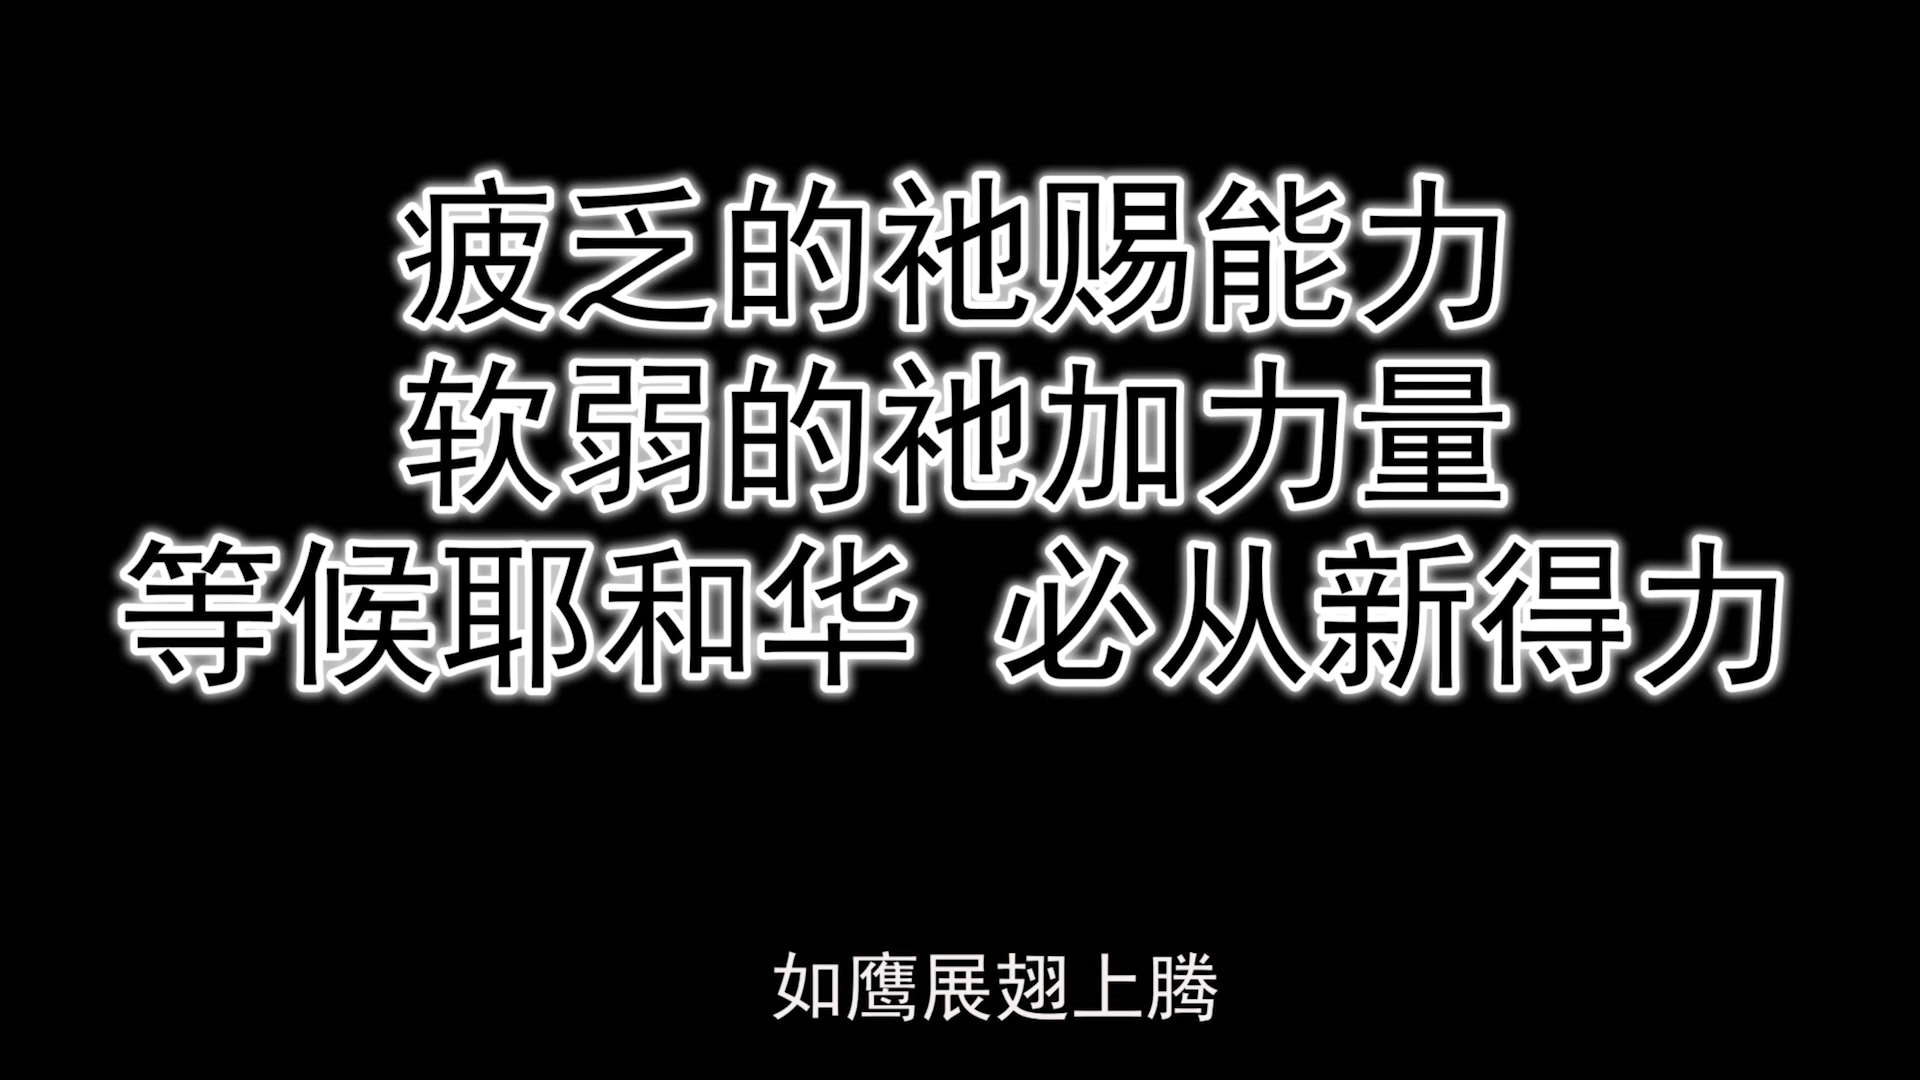 疲乏的祂赐能力
软弱的祂加力量
等候耶和华 必从新得力
如鹰展翅上腾